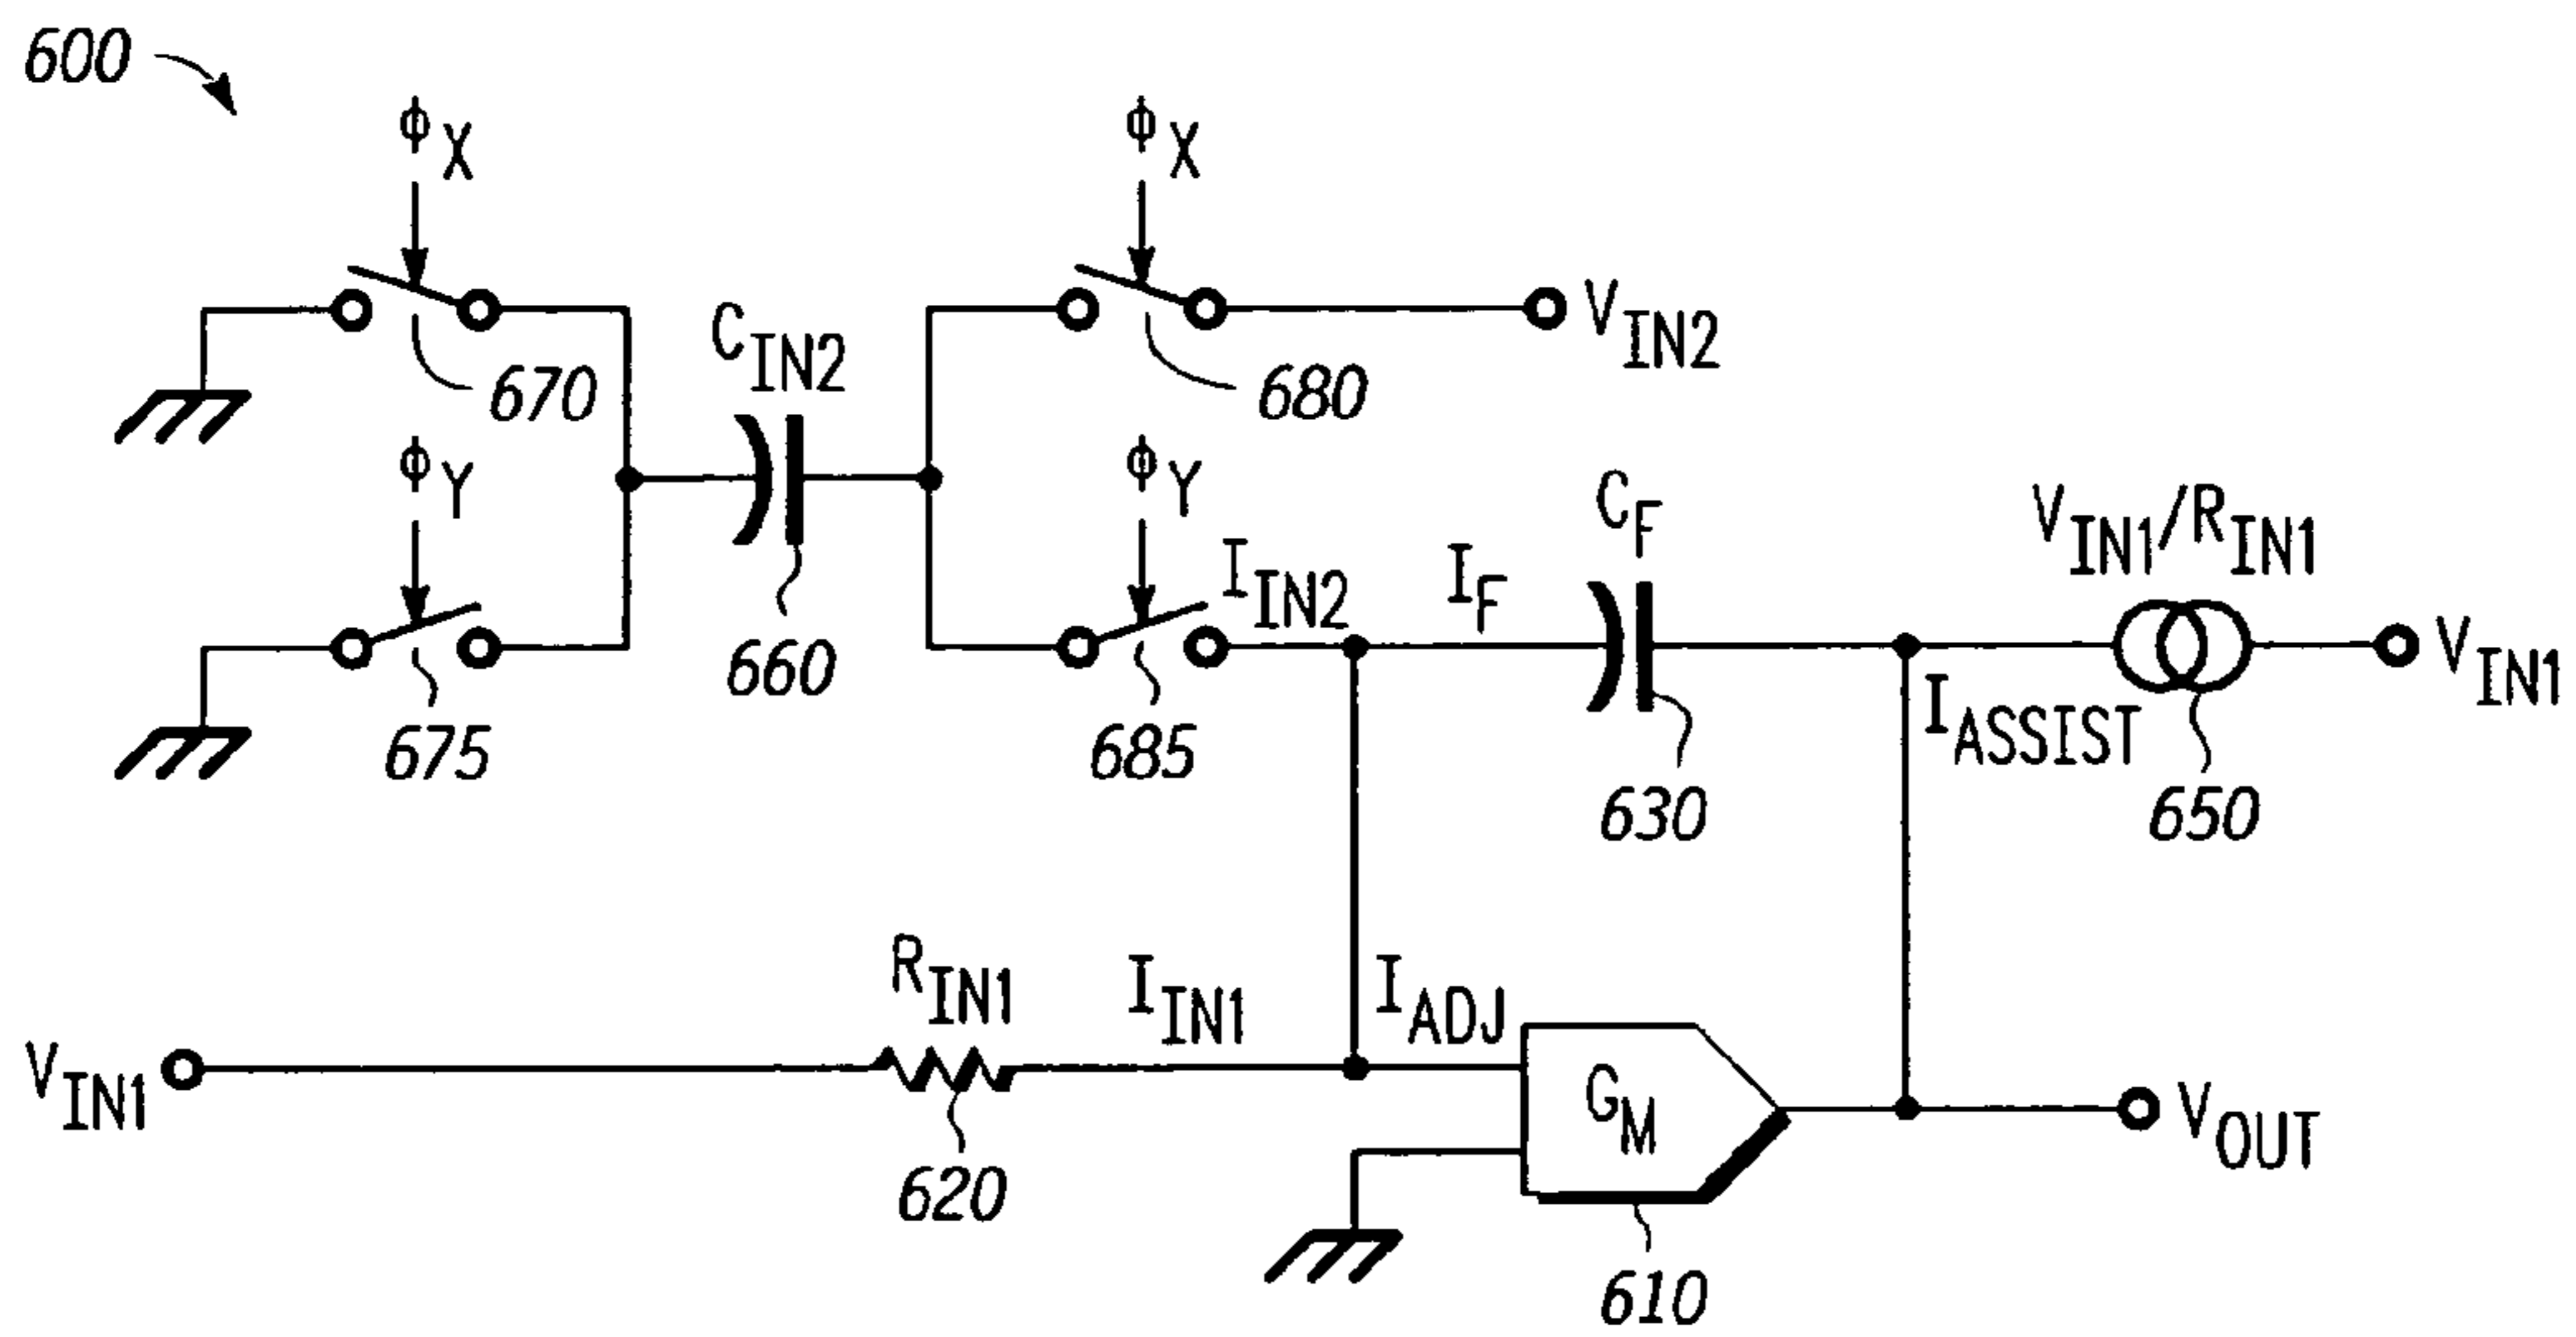 600
ϕX
ϕX
670
CIN2
680
VIN2
ϕY
ϕY
675
660
685
IIN2
IF
CF
630
VIN1/RIN1
VIN1
IASSIST
650
VIN1
RIN1
620
IIN1
IADJ
GM
610
VOUT